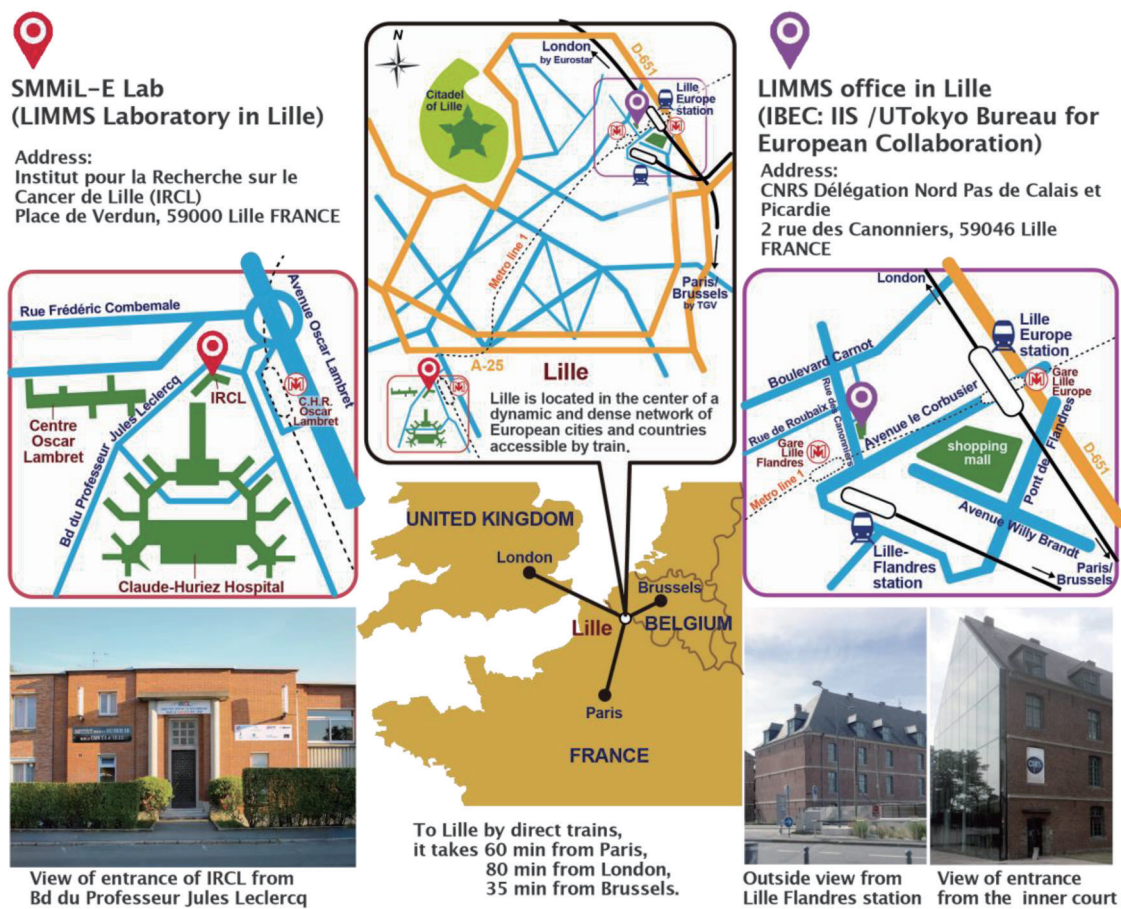 SMMiL-E Lab
(LIMMS Laboratory in Lille)
Address:
Institut pour la Recherche sur le
Cancer de Lille (IRCL)
Place de Verdun, 59000 Lille FRANCE
Rue Frédéric Combemale
Avenue Oscar Lambret
IRCL
C.H.R.
Oscar
Lambret
Centre
Oscar
Lambret
Bd du Professeur Jules Leclercq
Claude-Huriez Hospital
View of entrance of IRCL from
Bd du Professeur Jules Leclercq
N
London
by Eurostar
D-651
Citadel
of Lille
Lille
Europe
station
Metro line 1
Paris/
Brussels
by TGV
A-25
Lille
Lille is located in the center of a
dynamic and dense network of
European cities and countries
accessible by train.
UNITED KINGDOM
London
Brussels
Lille
BELGIUM
Paris
FRANCE
To Lille by direct trains,
it takes 60 min from Paris,
80 min from London,
35 min from Brussels.
LIMMS office in Lille
(IBEC: IIS /UTokyo Bureau for
European Collaboration)
Address:
CNRS Délégation Nord Pas de Calais et
Picardie
2 rue des Canonniers, 59046 Lille
FRANCE
London
Lille
Europe
station
Boulevard Carnot
Gare
Lille
Europe
Rue de Roubaix
Rue des Canonniers
Avenue le Corbusier
Gare
Lille
Flandres
shopping
mall
Pont de Flandres
D-651
Metro line 1
Avenue Willy Brandt
Lille-
Flandres
station
Paris/
Brussels
Outside view from
Lille Flandres station
View of entrance
from the inner court